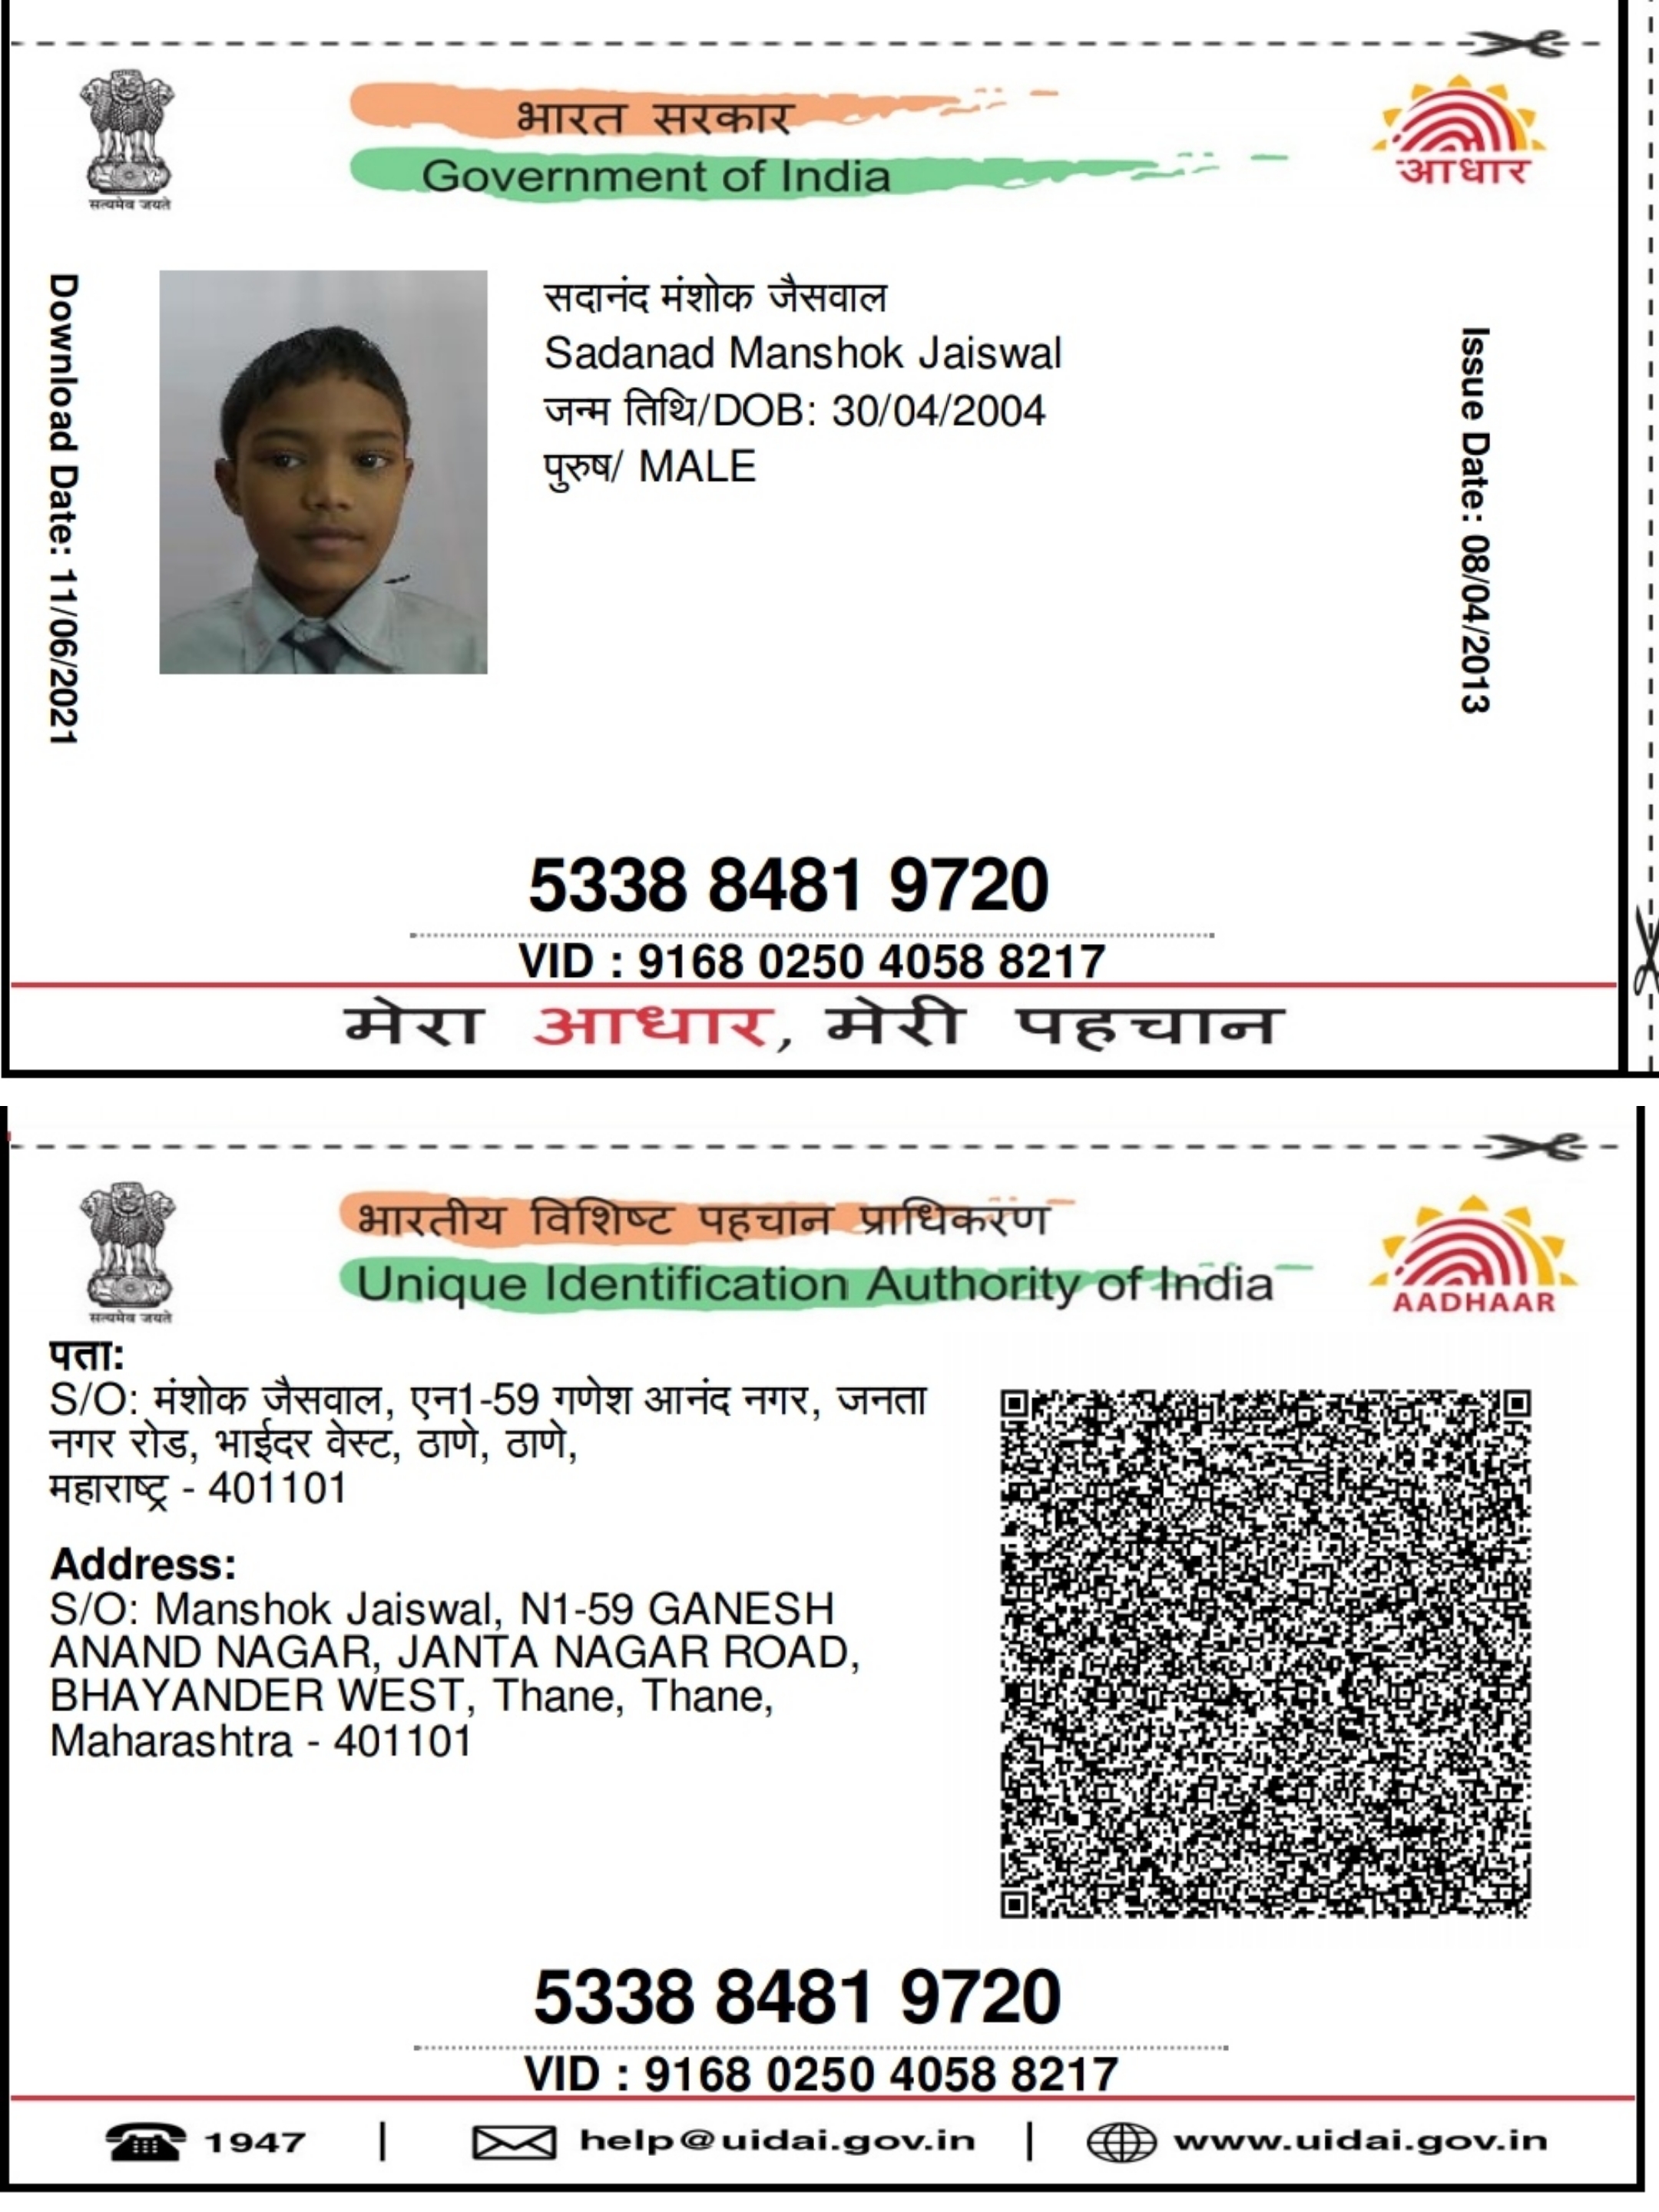 भारत सरकार
Government of India
आधार
सत्यमेव जयते
Download Date: 11/06/2021
सदानंद मंशोक जैसवाल
Sadanad Manshok Jaiswal
जन्म तिथि/DOB: 30/04/2004
पुरुष/ MALE
Issue Date: 08/04/2013
5338 8481 9720
VID : 9168 0250 4058 8217
मेरा आधार, मेरी पहचान
भारतीय विशिष्ट पहचान प्राधिकरण
Unique Identification Authority of India
AADHAAR
सत्यमेव जयते
पता:
S/O: मंशोक जैसवाल, एन1-59 गणेश आनंद नगर, जनता
नगर रोड, भाईदर वेस्ट, ठाणे, ठाणे,
महाराष्ट्र - 401101
Address:
S/O: Manshok Jaiswal, N1-59 GANESH
ANAND NAGAR, JANTA NAGAR ROAD,
BHAYANDER WEST, Thane, Thane,
Maharashtra - 401101
5338 8481 9720
VID : 9168 0250 4058 8217
1947 | help@uidai.gov.in | www.uidai.gov.in